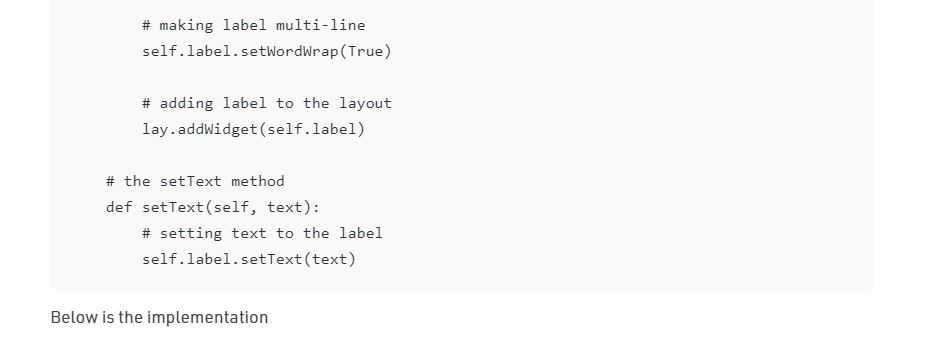 # making label multi-line
self.label.setWordWrap(True)
# adding label to the layout
lay.addWidget(self.label)
# the setText method
def setText(self, text):
# setting text to the label
self.label.setText(text)
Below is the implementation